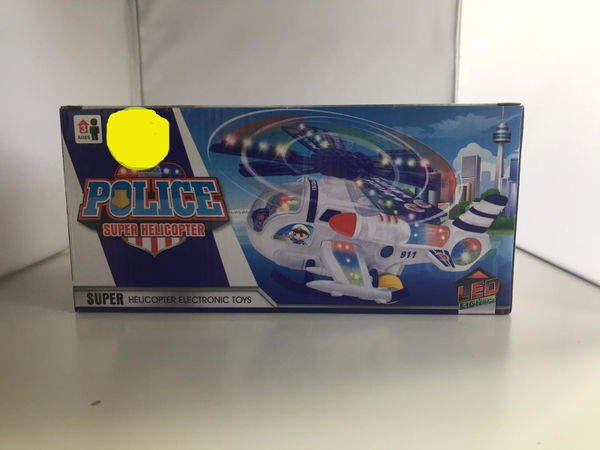 3
AGES
POLICE
SUPER HELICOPTER
911
SUPER HELICOPTER ELECTRONIC TOYS
LED